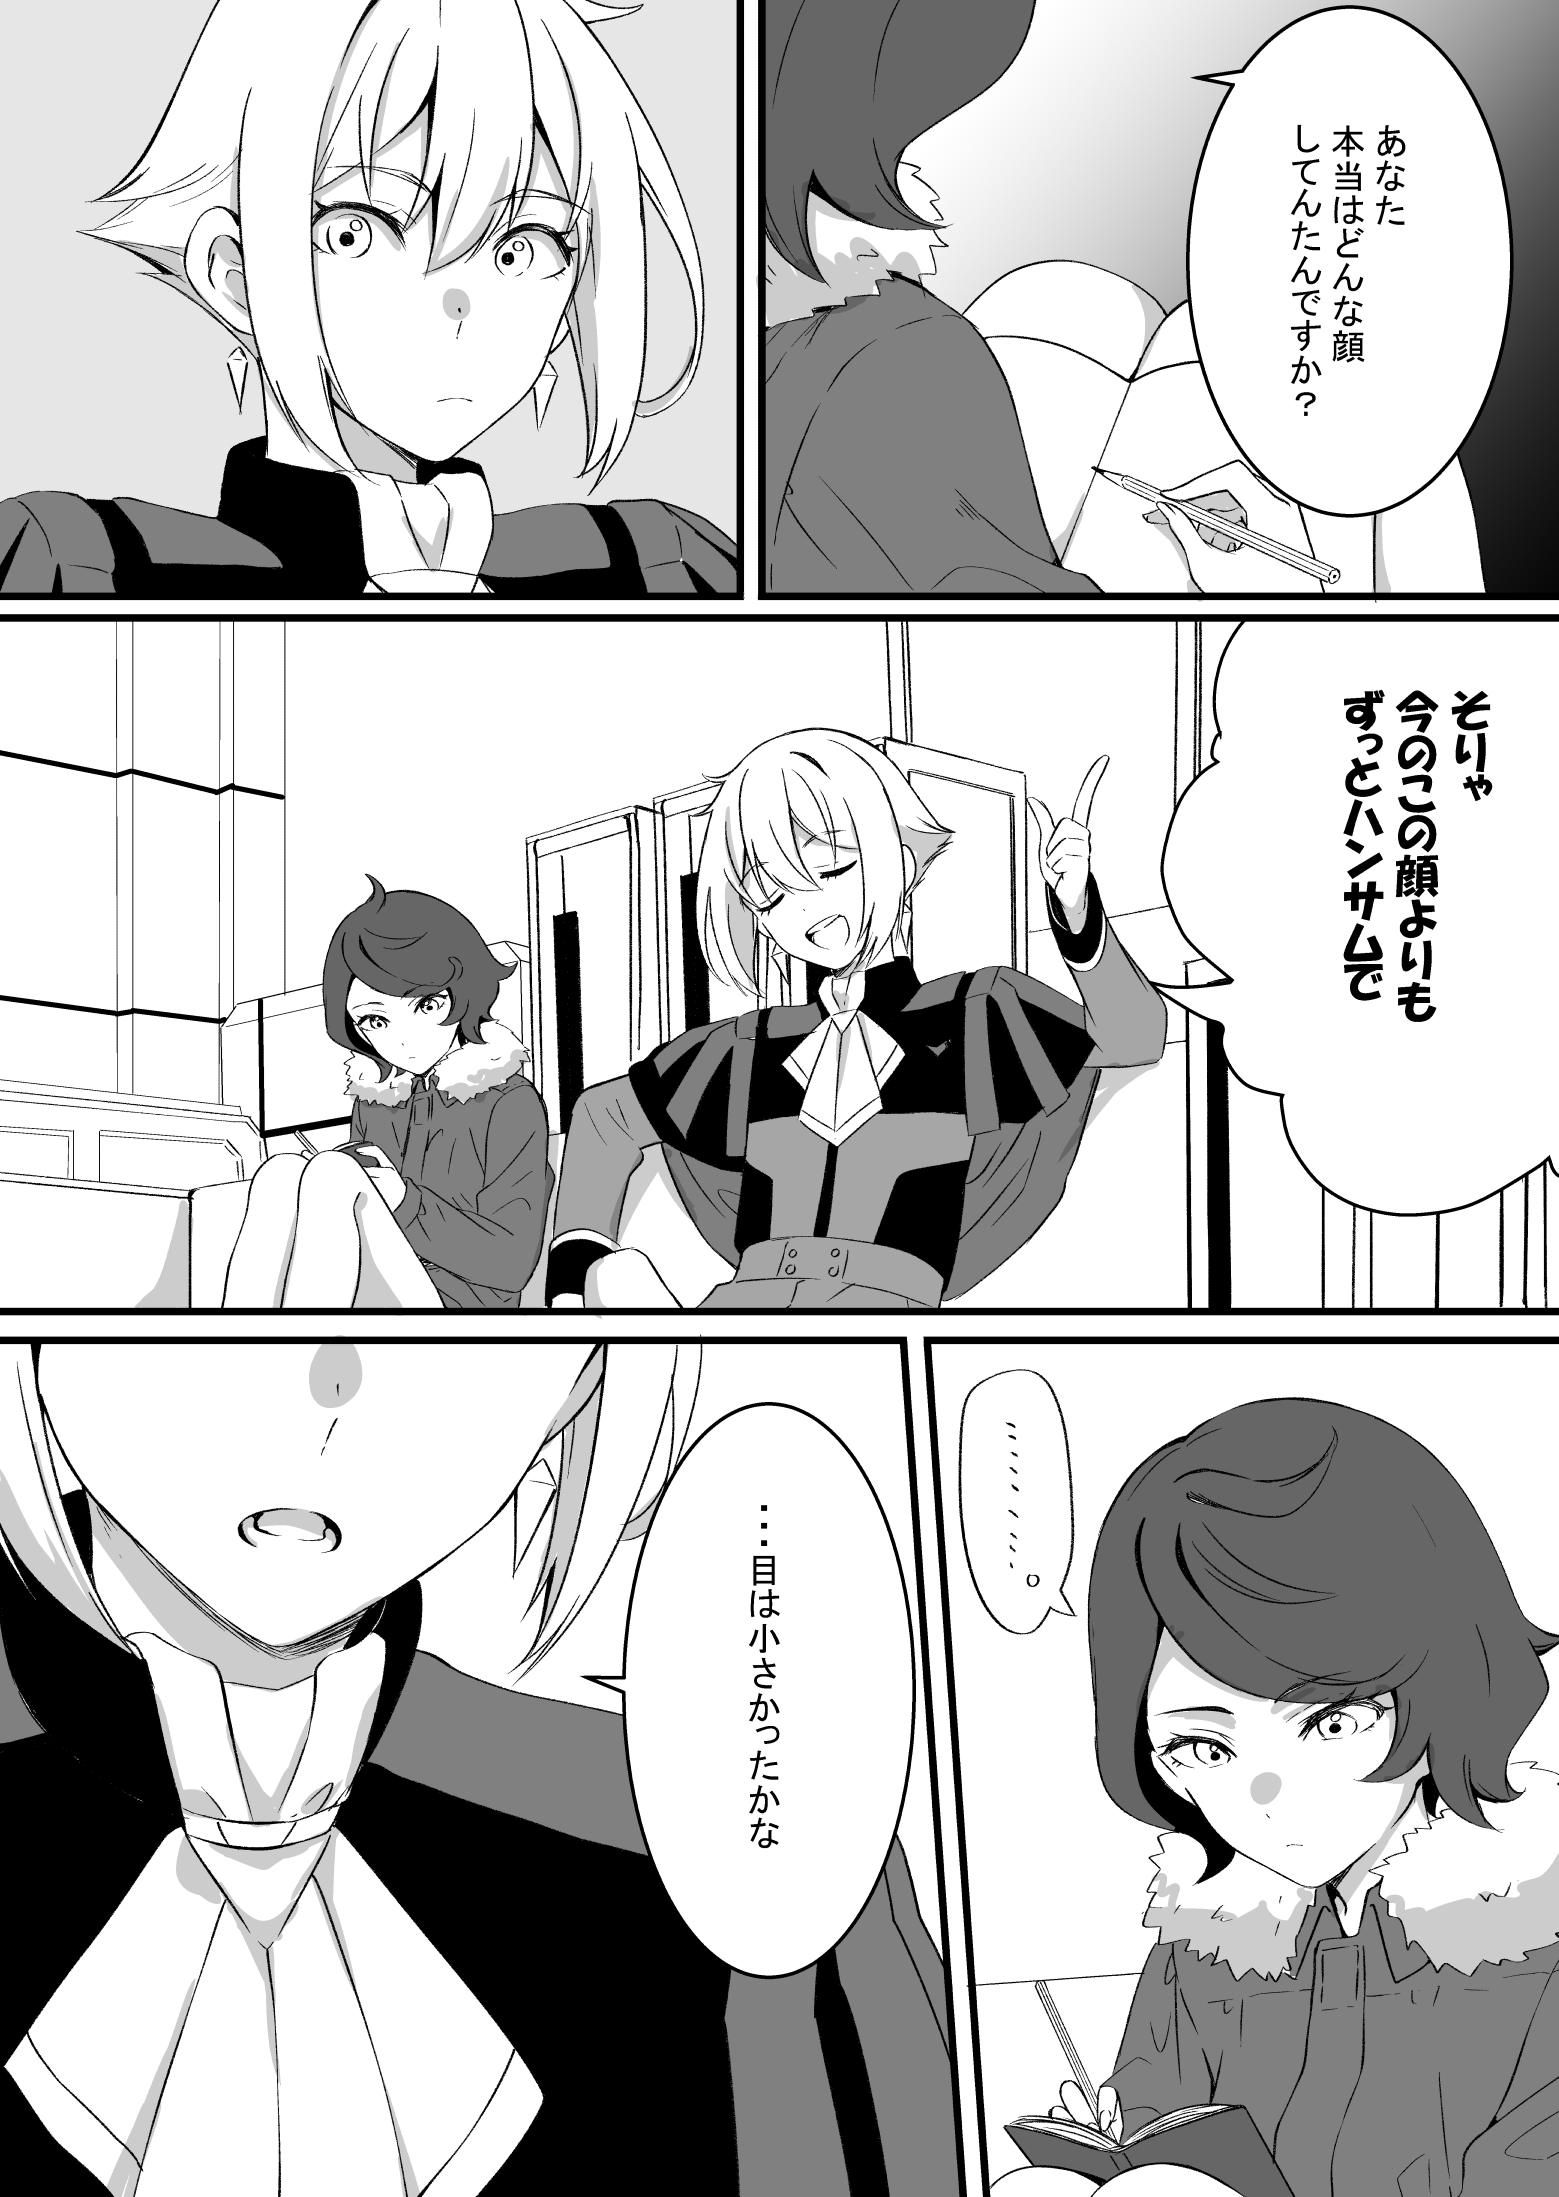 あなた
本当はどんな顔
してんたんですか？
そりゃ
今のこの顔よりも
ずっとハンサムで
………。
…目は小さかったかな